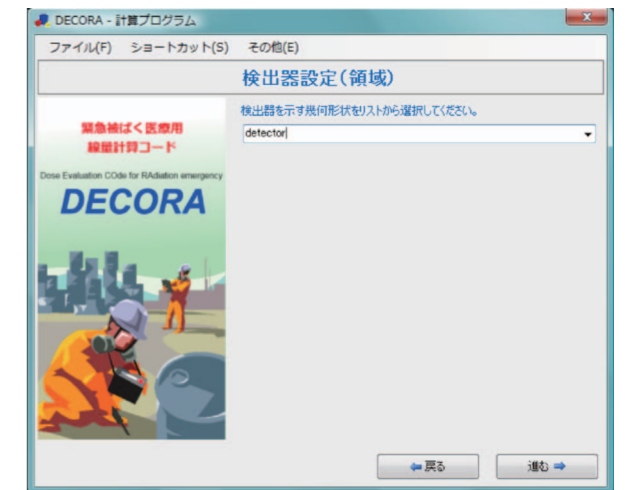 DECORA - 計算プログラム
ファイル(F) ショートカット(S) その他(E)
検出器設定(領域)
検出器を示す幾何形状をリストから選択してください。
detector
緊急被ばく医療用
線量計算コード
Dose Evaluation COde for RAdiation emergency
DECORA
戻る
進む